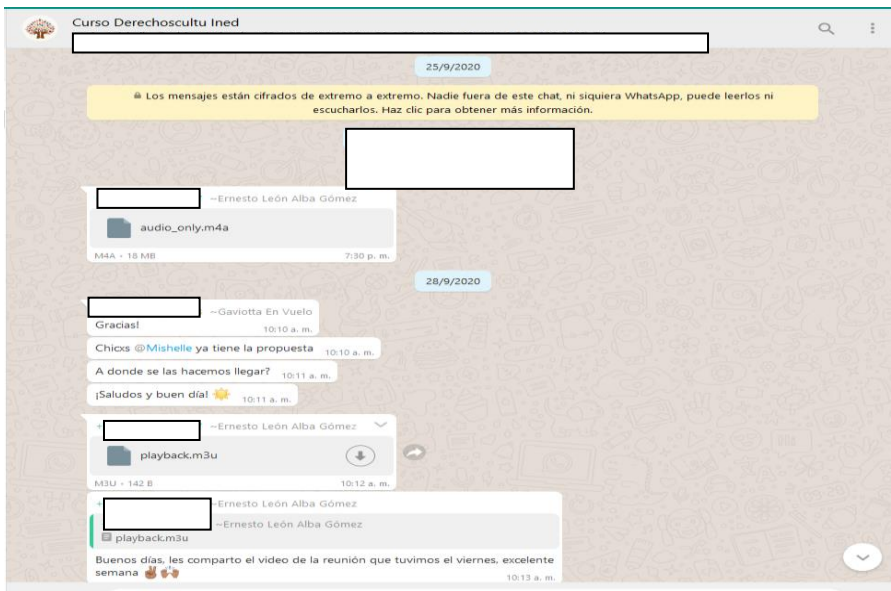 Curso Derechoscultu Ined
25/9/2020
Los mensajes están cifrados de extremo a extremo. Nadie fuera de este chat, ni siquiera WhatsApp, puede leerlos ni
escucharlos. Haz clic para obtener más información.
~Ernesto León Alba Gómez
audio_only.m4a
M4A • 18 MB 7:30 p. m.
28/9/2020
~Gaviotta En Vuelo
Gracias!
10:10 a. m.
Chicxs @Mishelle ya tiene la propuesta 10:10 a. m.
A donde se las hacemos llegar? 10:11 a. m.
¡Saludos y buen día! 10:11 a. m.
~Ernesto León Alba Gómez
playback.m3u
M3U • 142 B 10:12 a. m.
~Ernesto León Alba Gómez
~Ernesto León Alba Gómez
playback.m3u
Buenos días, les comparto el video de la reunión que tuvimos el viernes, excelente
semana
10:13 a. m.